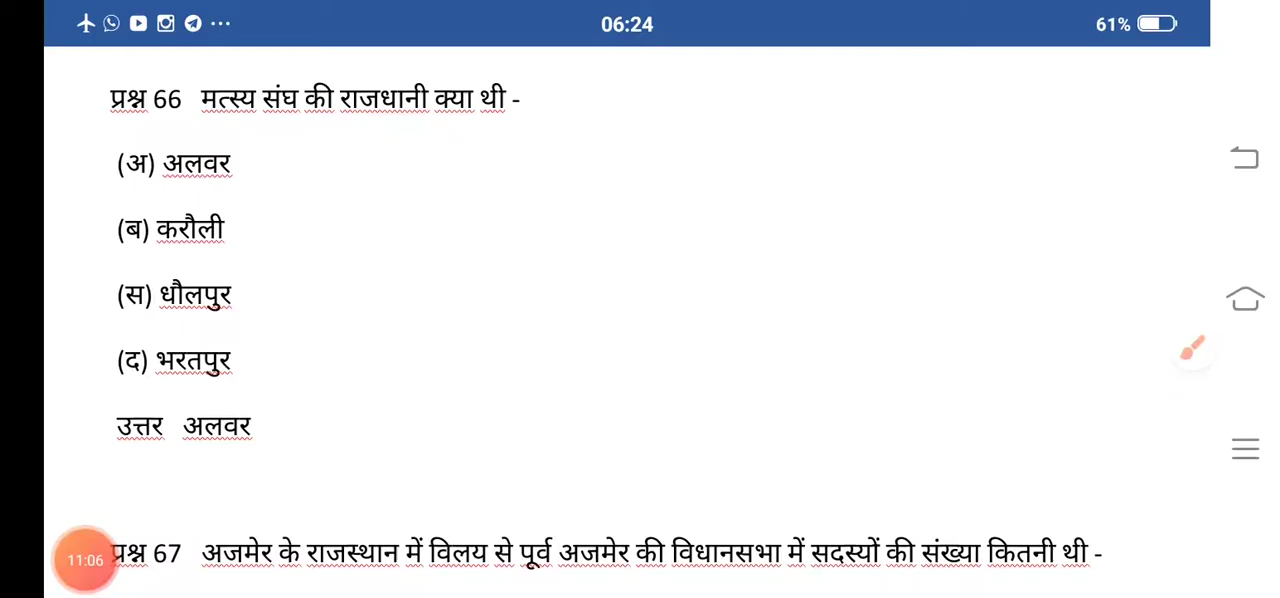 06:24
61%
प्रश्न 66 मत्स्य संघ की राजधानी क्या थी -
(अ) अलवर
(ब) करौली
(स) धौलपुर
(द) भरतपुर
उत्तर अलवर
11:06
प्रश्न 67 अजमेर के राजस्थान में विलय से पूर्व अजमेर की विधानसभा में सदस्यों की संख्या कितनी थी -